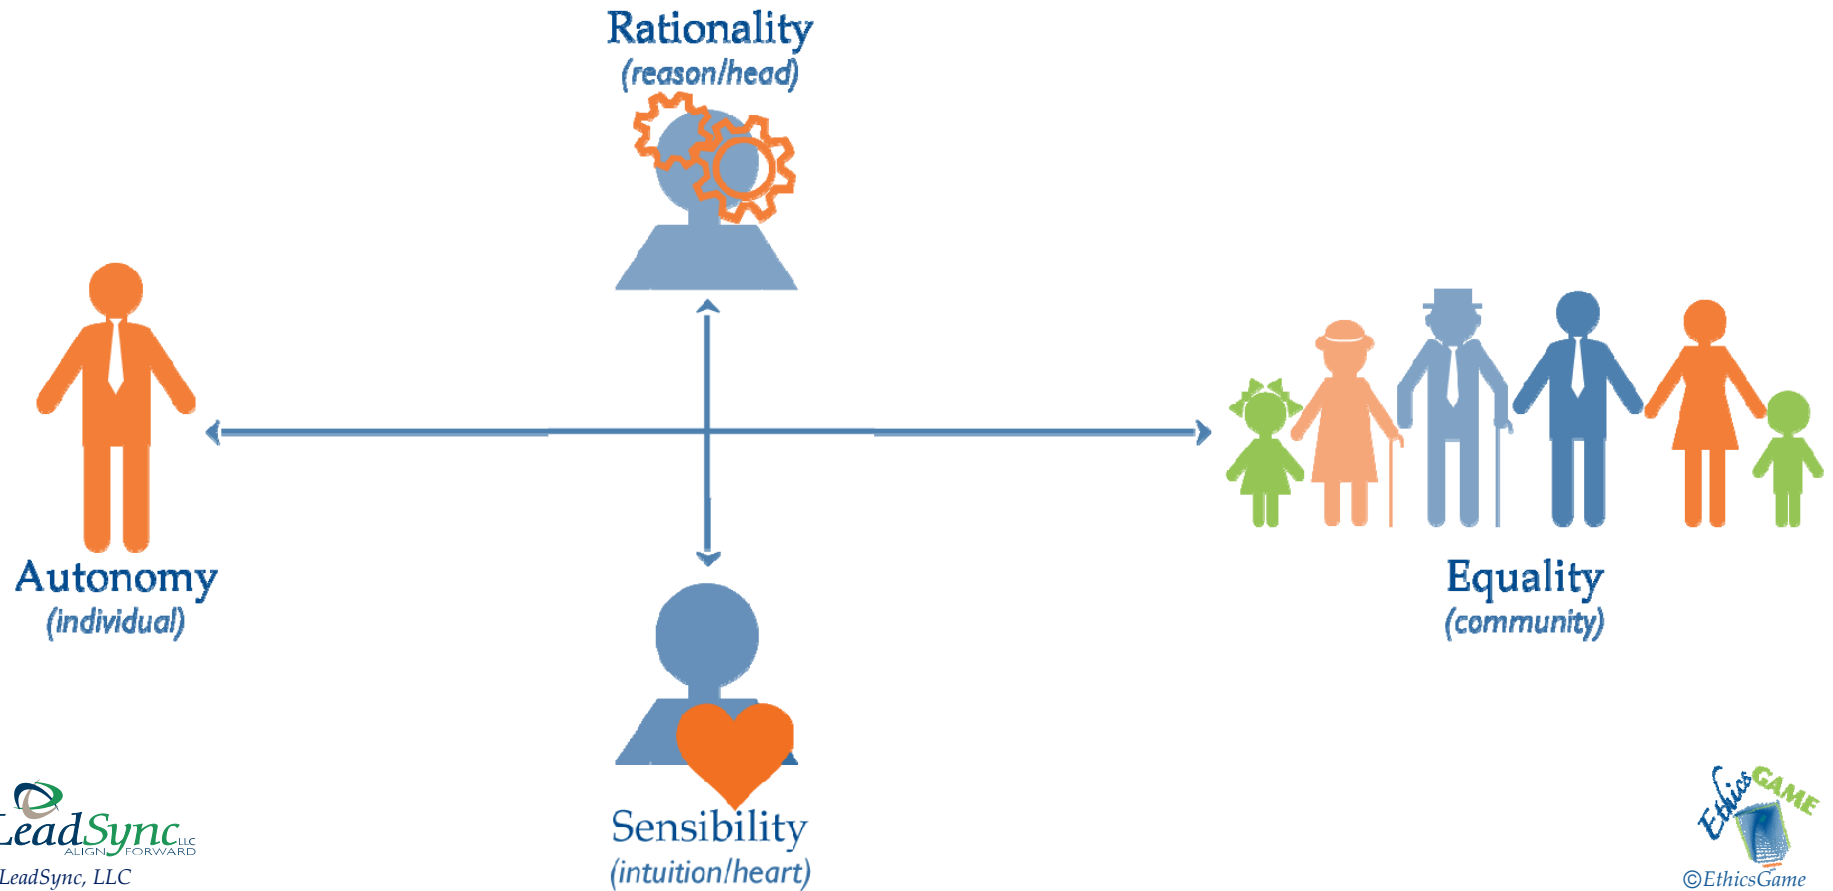 Rationality
(reason/head)
Autonomy
(individual)
Equality
(community)
Sensibility
(intuition/heart)
LeadSync LLC
ALIGN FORWARD
LeadSync, LLC
Ethics GAME
©EthicsGame